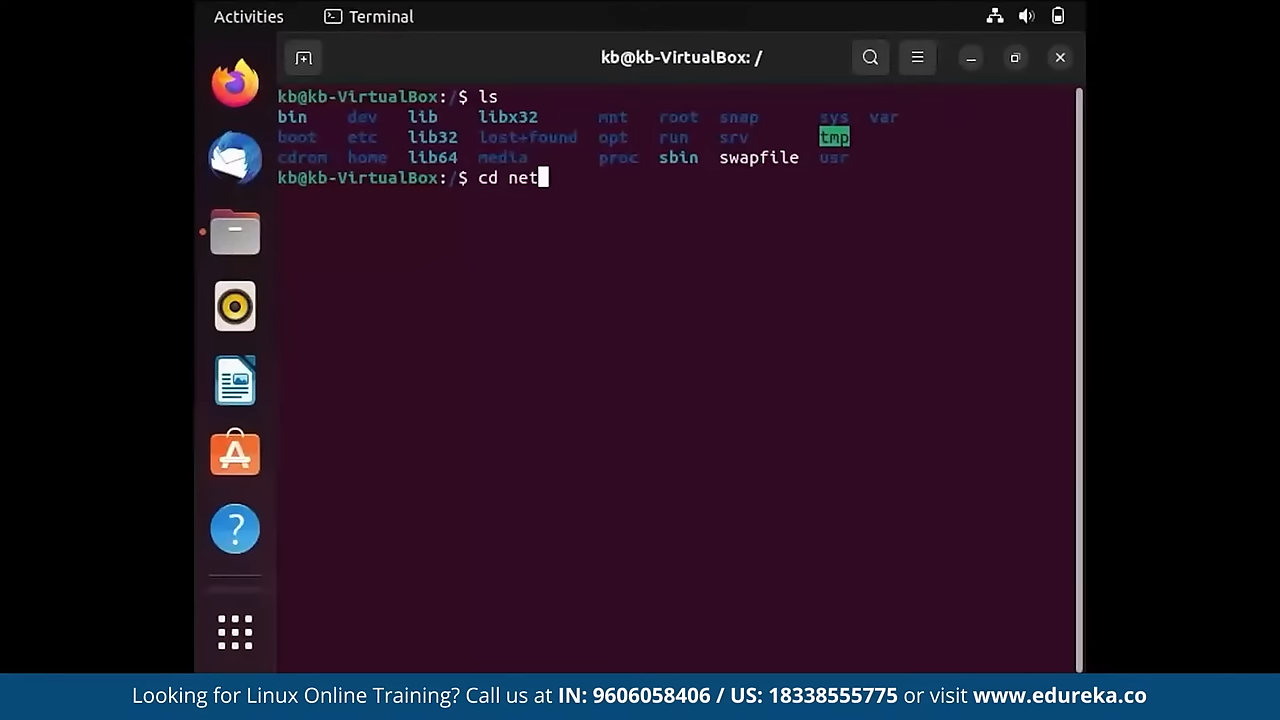 Activities Terminal
kb@kb-VirtualBox: /
kb@kb-VirtualBox:/$ ls
bin dev lib libx32 mnt root snap sys var
boot etc lib32 lost+found opt run srv tmp
cdrom home lib64 media proc sbin swapfile usr
kb@kb-VirtualBox:/$ cd net
Looking for Linux Online Training? Call us at IN: 9606058406 / US: 18338555775 or visit www.edureka.co